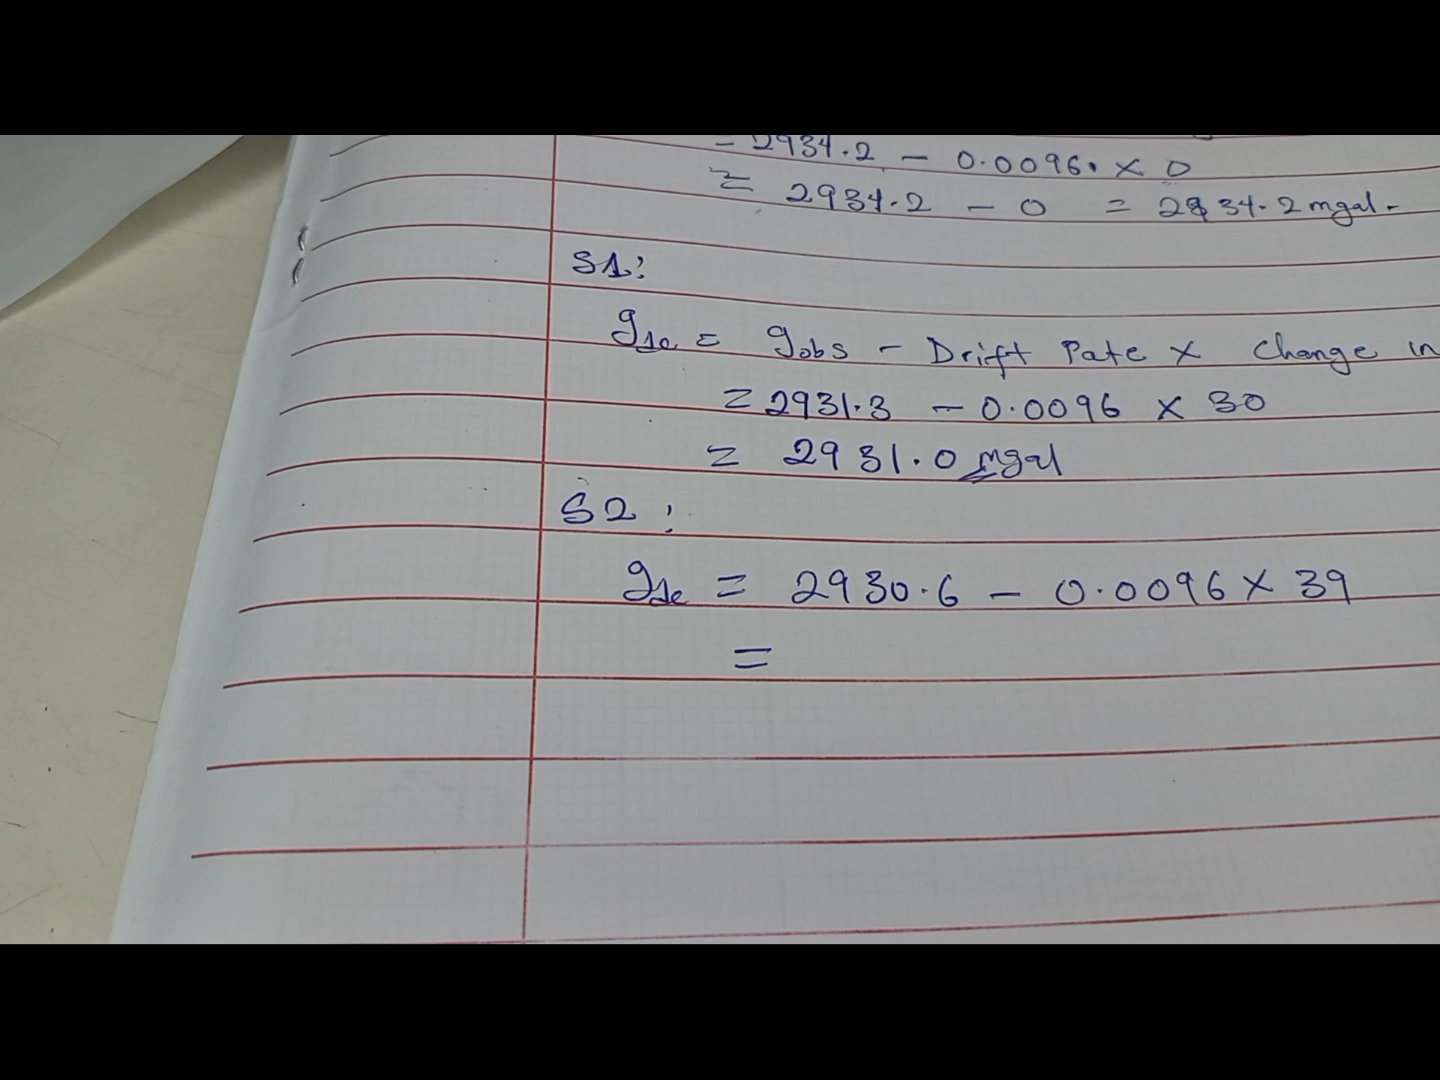 = 2934.2 - 0.0096. × 0
= 2934.2 - 0 = 2934.2 mgal.
S1:
g1c = gobs - Drift Rate × Change in
= 2931.3 - 0.0096 × 30
= 2931.0 mgal
S2:
g1c = 2930.6 - 0.0096 × 39
=